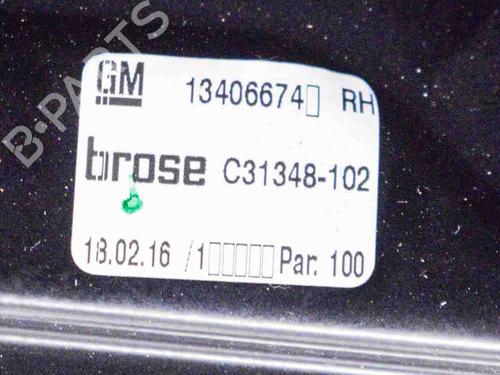 GM 13406674▯ RH
brose C31348-102
18.02.16 /1▯▯▯▯▯ Par. 100
B-PARTS